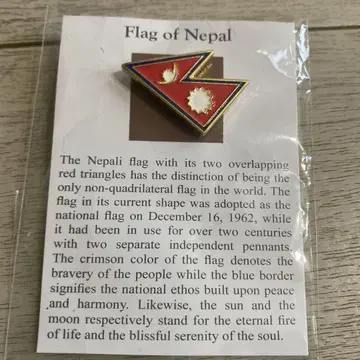 Flag of Nepal
The Nepali flag with its two overlapping
red triangles has the distinction of being the
only non-quadrilateral flag in the world. The
flag in its current shape was adopted as the
national flag on December 16, 1962, while
it had been in use for over two centuries
with two separate independent pennants.
The crimson color of the flag denotes the
bravery of the people while the blue border
signifies the national ethos built upon peace
and harmony. Likewise, the sun and the
moon respectively stand for the eternal fire
of life and the blissful serenity of the soul.